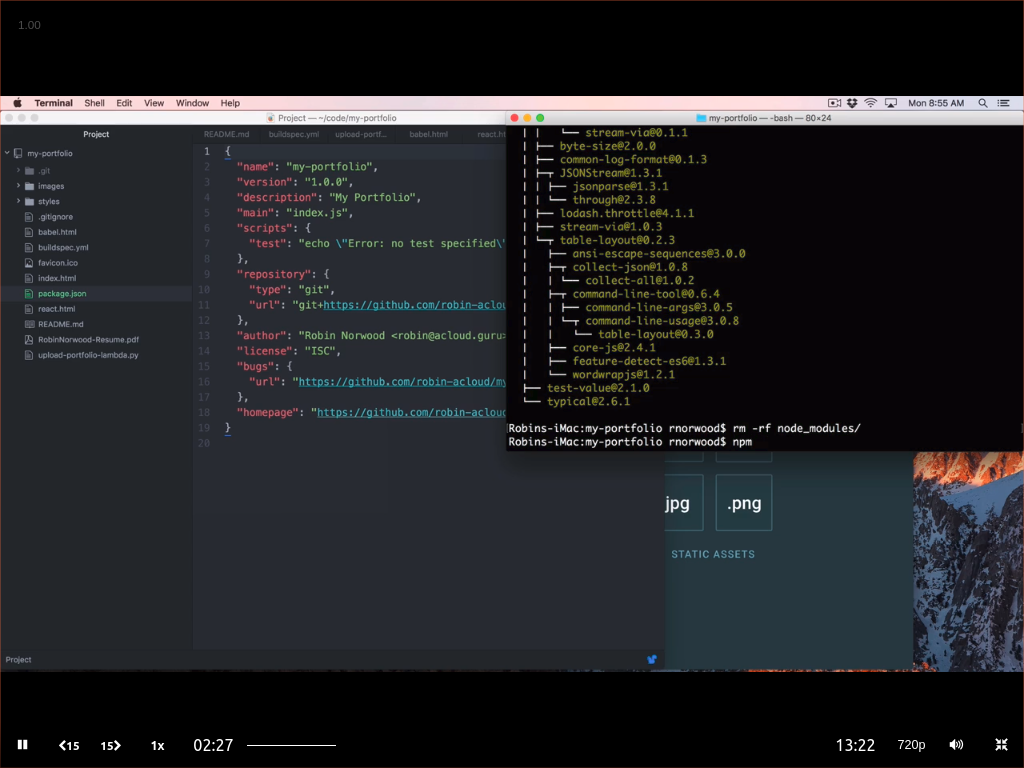 1.00
Terminal Shell Edit View Window Help Mon 8:55 AM
Project — ~/code/my-portfolio
my-portfolio — -bash — 80×24
Project
README.md buildspec.yml upload-portf... babel.html react.ht
my-portfolio
.git
images
styles
.gitignore
babel.html
buildspec.yml
favicon.ico
index.html
package.json
react.html
README.md
RobinNorwood-Resume.pdf
upload-portfolio-lambda.py
1 {
2 "name": "my-portfolio",
3 "version": "1.0.0",
4 "description": "My Portfolio",
5 "main": "index.js",
6 "scripts": {
7 "test": "echo \"Error: no test specified\"
8 },
9 "repository": {
10 "type": "git",
11 "url": "git+https://github.com/robin-aclou
12 },
13 "author": "Robin Norwood <robin@acloud.guru>
14 "license": "ISC",
15 "bugs": {
16 "url": "https://github.com/robin-acloud/my
17 },
18 "homepage": "https://github.com/robin-acloud
19 }
20
│ │ └── stream-via@0.1.1
│ ├── byte-size@2.0.0
│ ├── common-log-format@0.1.3
│ ├─┬ JSONStream@1.3.1
│ │ ├── jsonparse@1.3.1
│ │ └── through@2.3.8
│ ├── lodash.throttle@4.1.1
│ ├── stream-via@1.0.3
│ └─┬ table-layout@0.2.3
│ ├── ansi-escape-sequences@3.0.0
│ ├─┬ collect-json@1.0.8
│ │ └── collect-all@1.0.2
│ ├─┬ command-line-tool@0.6.4
│ │ ├── command-line-args@3.0.5
│ │ └─┬ command-line-usage@3.0.8
│ │ └── table-layout@0.3.0
│ ├── core-js@2.4.1
│ ├── feature-detect-es6@1.3.1
│ └── wordwrapjs@1.2.1
├── test-value@2.1.0
└── typical@2.6.1
Robins-iMac:my-portfolio rnorwood$ rm -rf node_modules/
Robins-iMac:my-portfolio rnorwood$ npm
jpg .png
STATIC ASSETS
Project
15 15 1x 02:27 13:22 720p